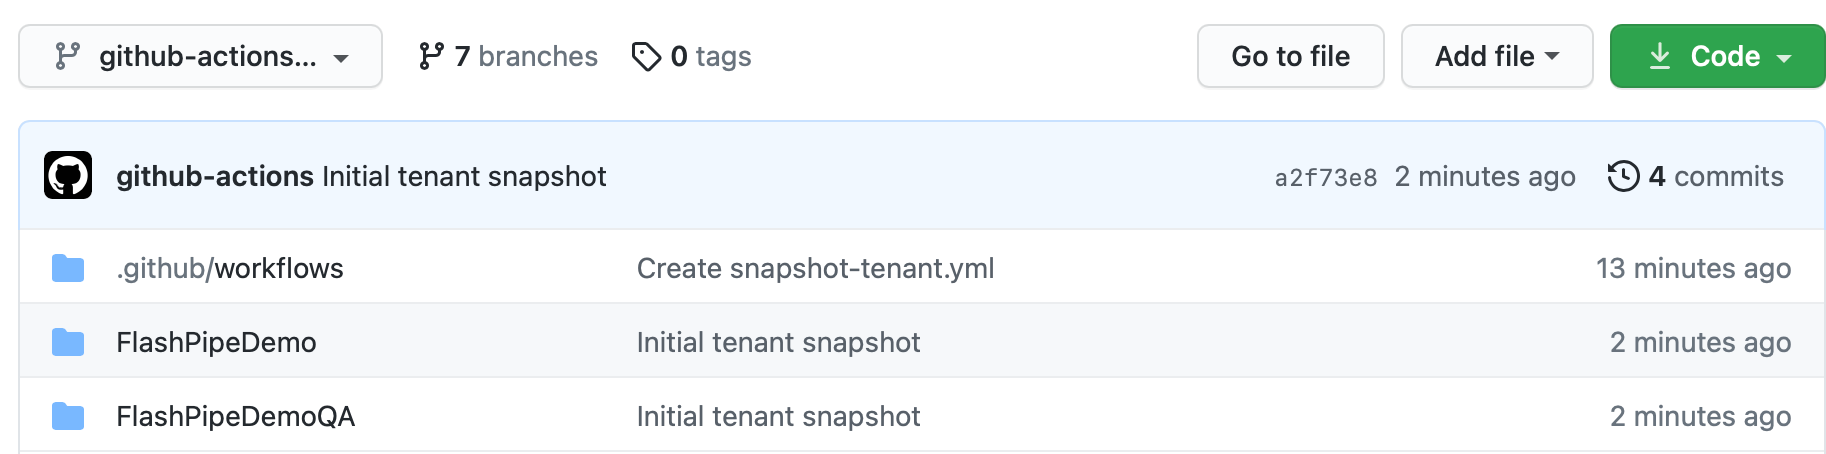 github-actions... 7 branches 0 tags Go to file Add file Code
github-actions Initial tenant snapshot a2f73e8 2 minutes ago 4 commits
.github/workflows Create snapshot-tenant.yml 13 minutes ago
FlashPipeDemo Initial tenant snapshot 2 minutes ago
FlashPipeDemoQA Initial tenant snapshot 2 minutes ago